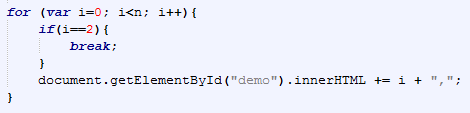 for (var i=0; i<n; i++){
    if(i==2){
        break;
    }
    document.getElementById("demo").innerHTML += i + ",";
}